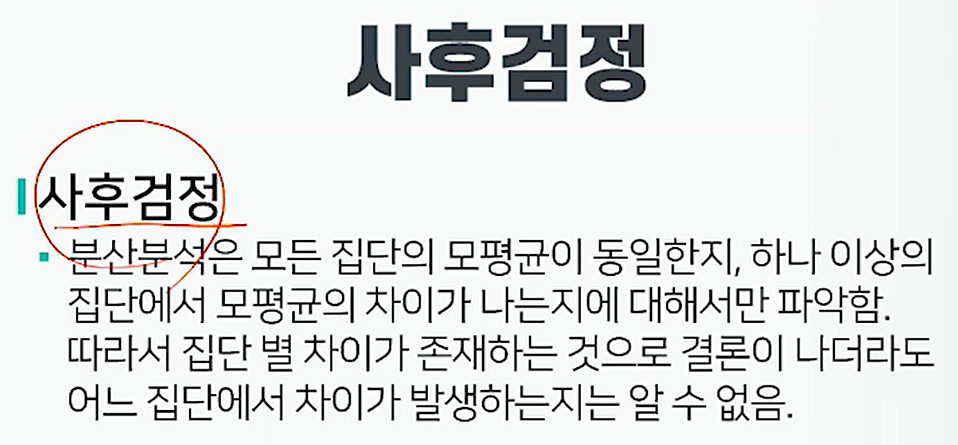 사후검정
사후검정
분산분석은 모든 집단의 모평균이 동일한지, 하나 이상의
집단에서 모평균의 차이가 나는지에 대해서만 파악함.
따라서 집단 별 차이가 존재하는 것으로 결론이 나더라도
어느 집단에서 차이가 발생하는지는 알 수 없음.